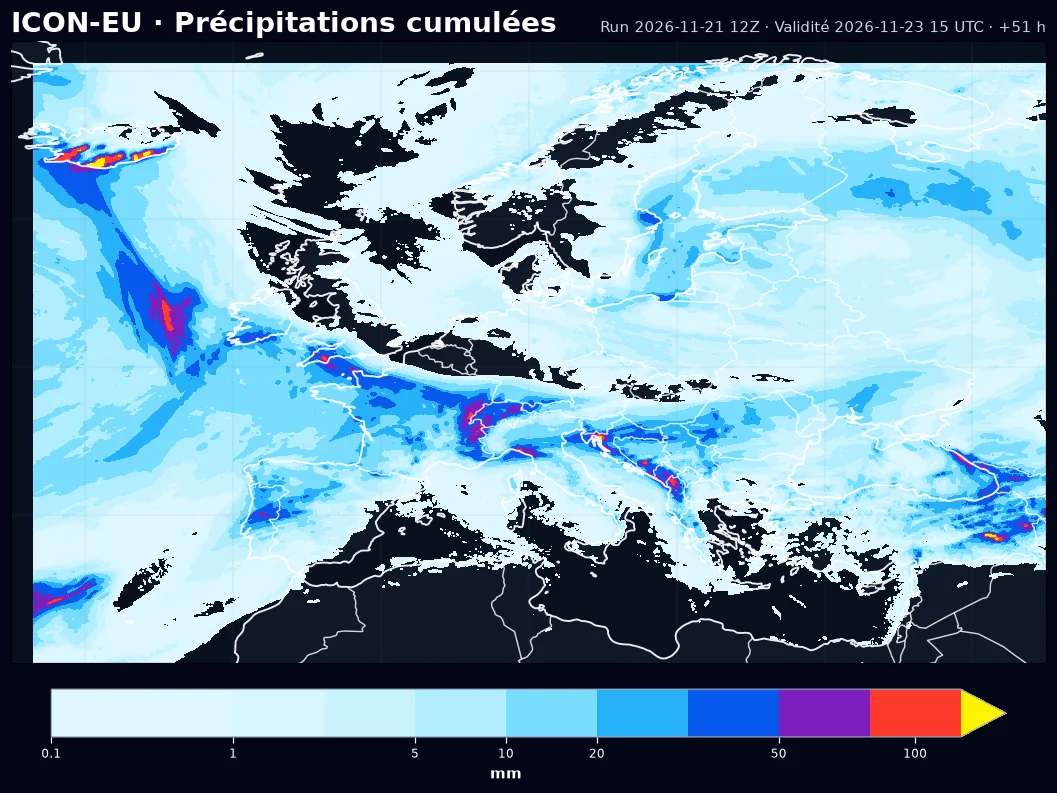 ICON-EU · Précipitations cumulées
Run 2026-11-21 12Z · Validité 2026-11-23 15 UTC · +51 h
0.1 1 5 10 20 50 100
mm